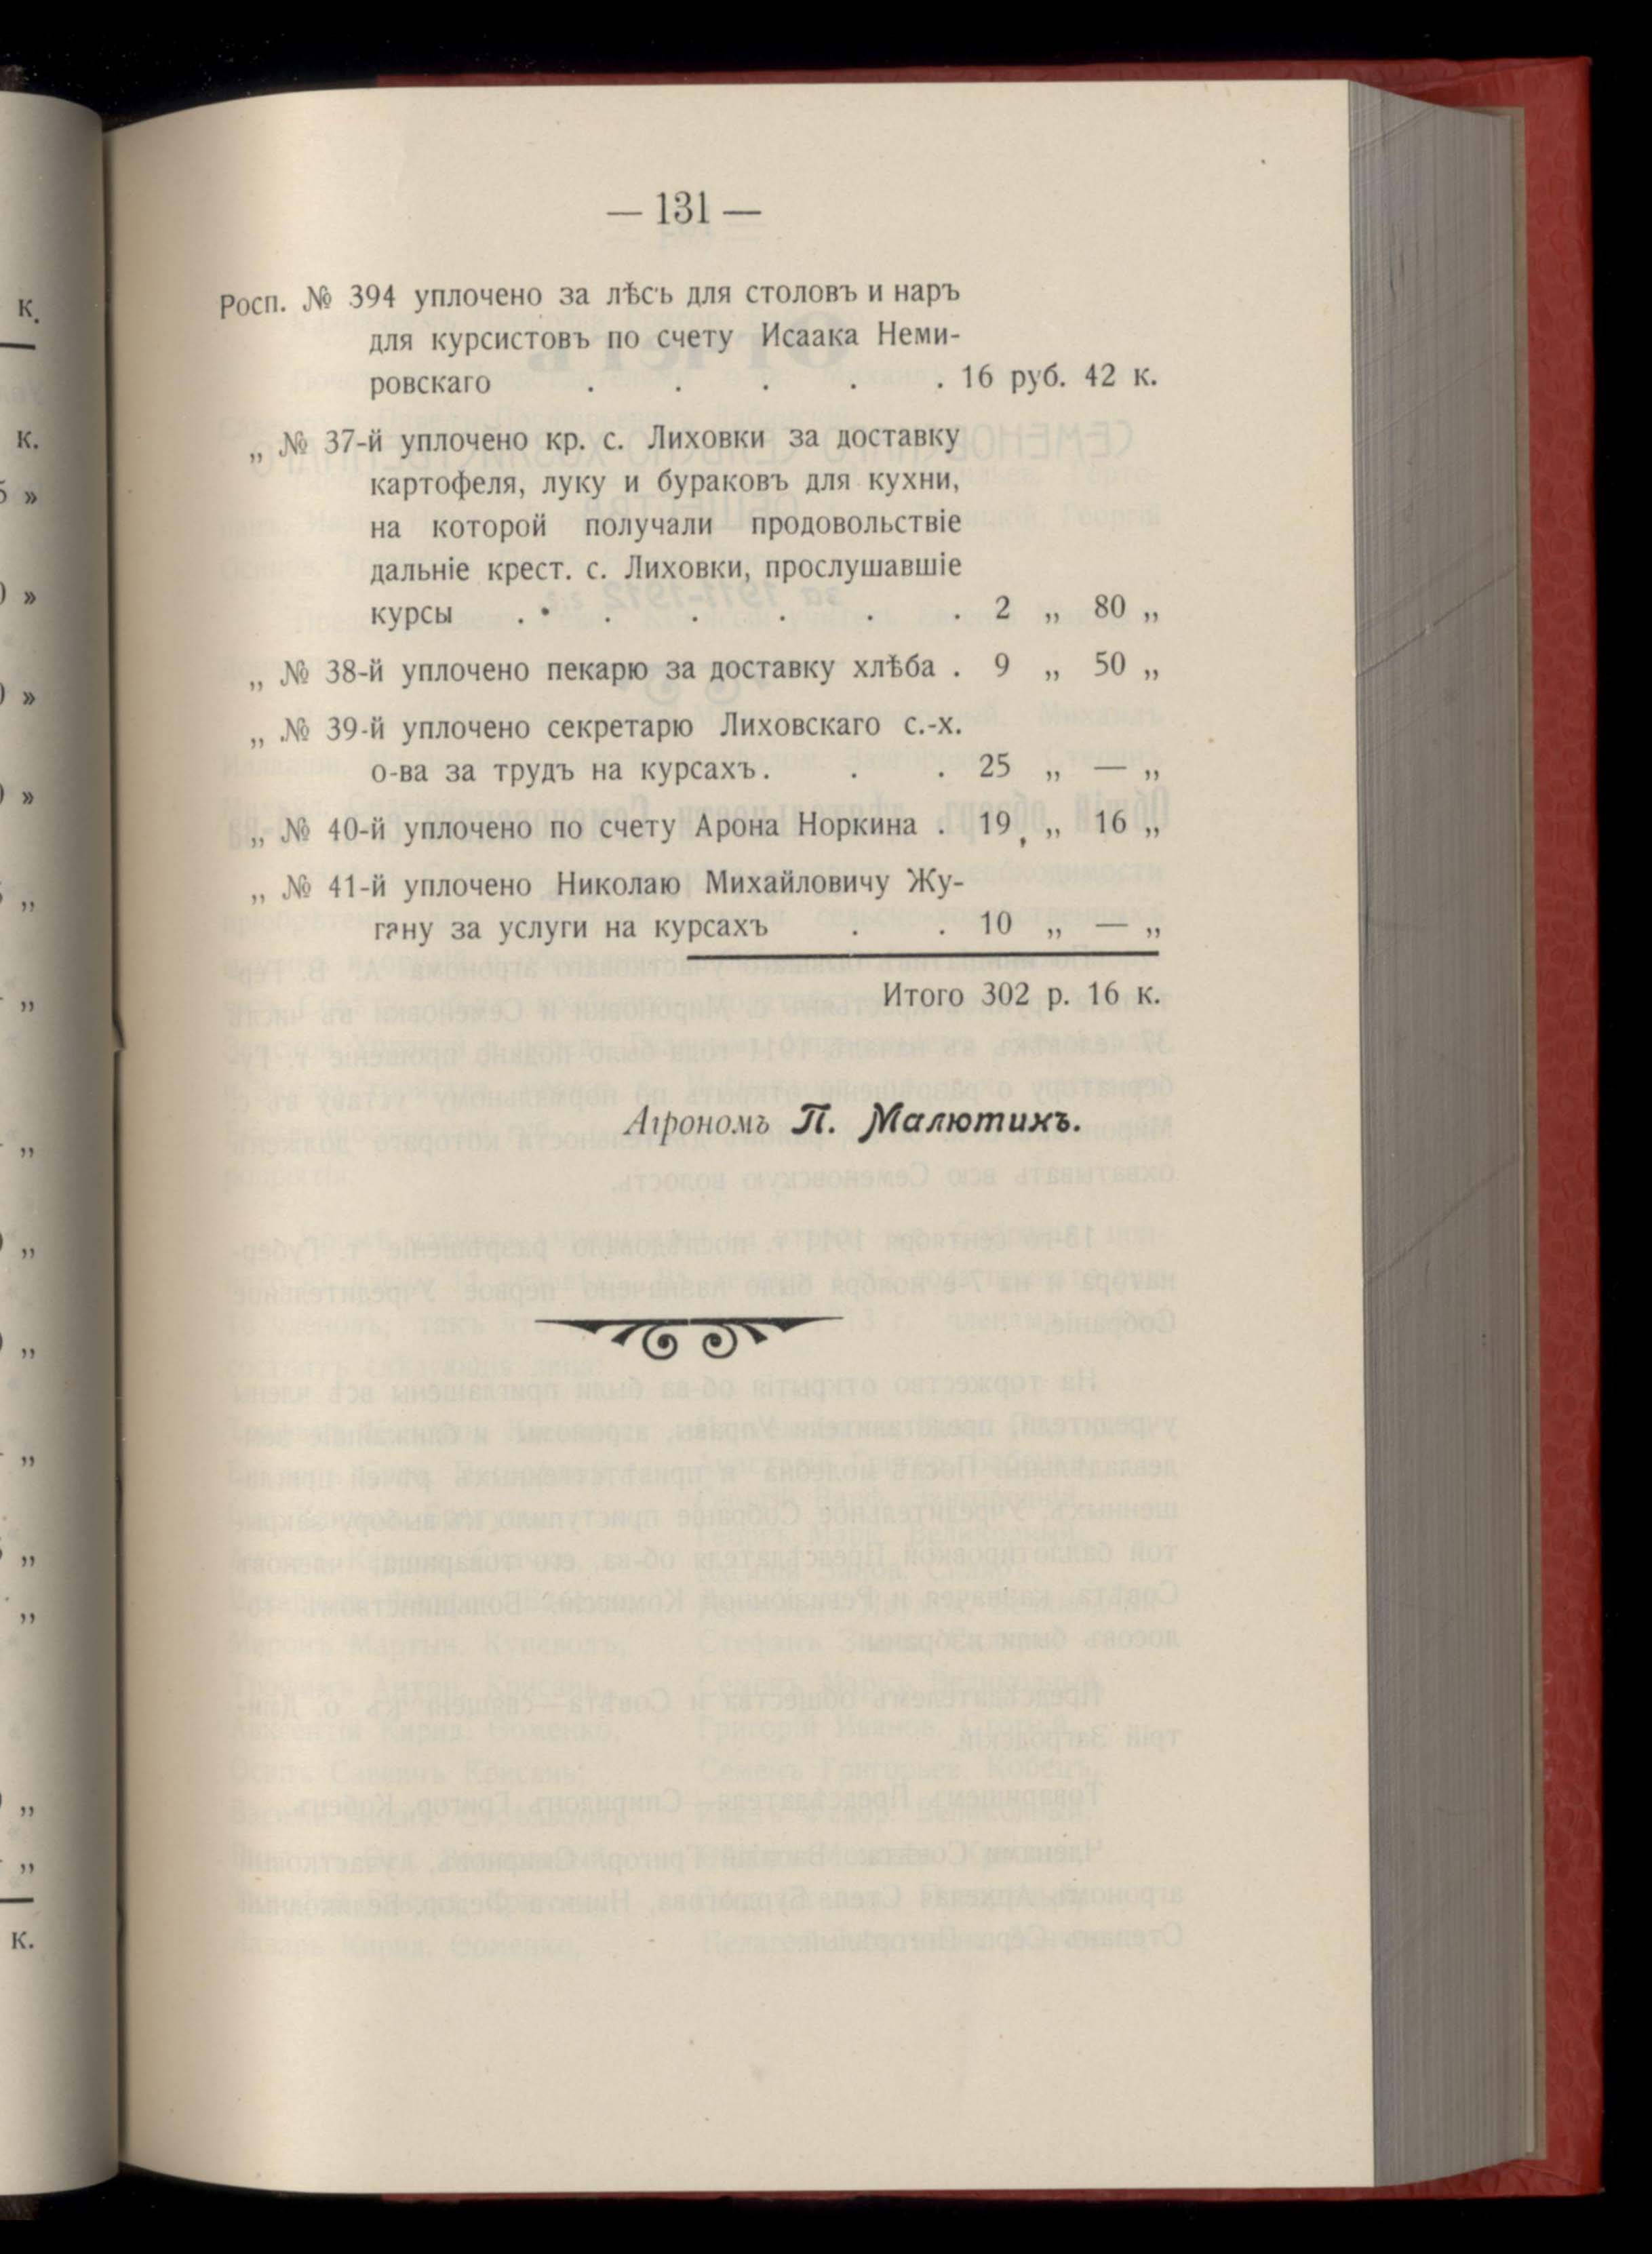 — 131 —
Росп. № 394 уплочено за лѣсъ для столовъ и наръ
для курсистовъ по счету Исаака Неми-
ровскаго . . . . . 16 руб. 42 к.
„ № 37-й уплочено кр. с. Лиховки за доставку
картофеля, луку и бураковъ для кухни,
на которой получали продовольствіе
дальніе крест. с. Лиховки, прослушавшіе
курсы . . . . . . . 2 „ 80 „
„ № 38-й уплочено пекарю за доставку хлѣба . 9 „ 50 „
„ № 39-й уплочено секретарю Лиховскаго с.-х.
о-ва за трудъ на курсахъ . . . 25 „ — „
„ № 40-й уплочено по счету Арона Норкина . 19 „ 16 „
„ № 41-й уплочено Николаю Михайловичу Жу-
гану за услуги на курсахъ . . 10 „ — „
Итого 302 р. 16 к.
Агрономъ П. Малютинъ.